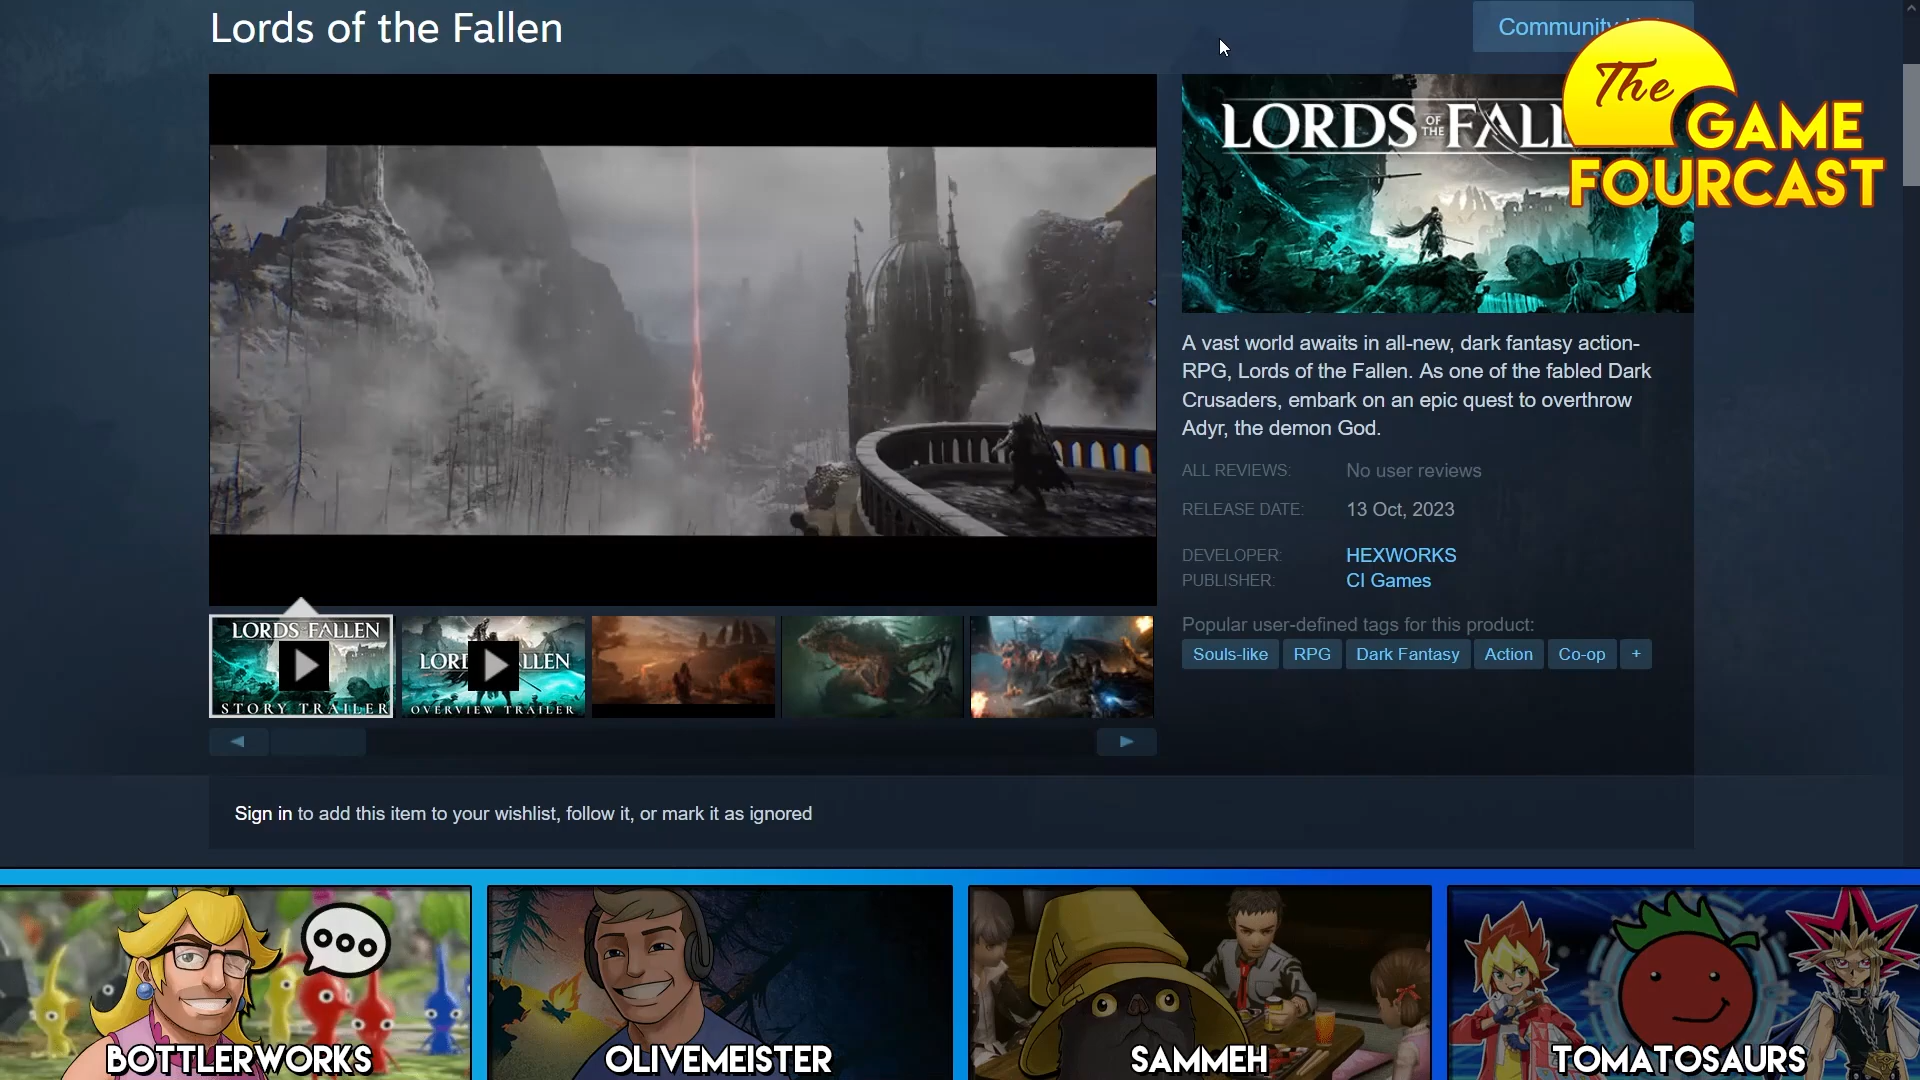 Lords of the Fallen
Community
The
GAME
FOURCAST
LORDS OF THE FALL
A vast world awaits in all-new, dark fantasy action-
RPG, Lords of the Fallen. As one of the fabled Dark
Crusaders, embark on an epic quest to overthrow
Adyr, the demon God.
ALL REVIEWS: No user reviews
RELEASE DATE: 13 Oct, 2023
DEVELOPER: HEXWORKS
PUBLISHER: CI Games
Popular user-defined tags for this product:
Souls-like RPG Dark Fantasy Action Co-op +
LORDS FALLEN
STORY TRAILER
LOR LLEN
OVERVIEW TRAILER
Sign in to add this item to your wishlist, follow it, or mark it as ignored
BOTTLERWORKS
OLIVEMEISTER
SAMMEH
TOMATOSAURS